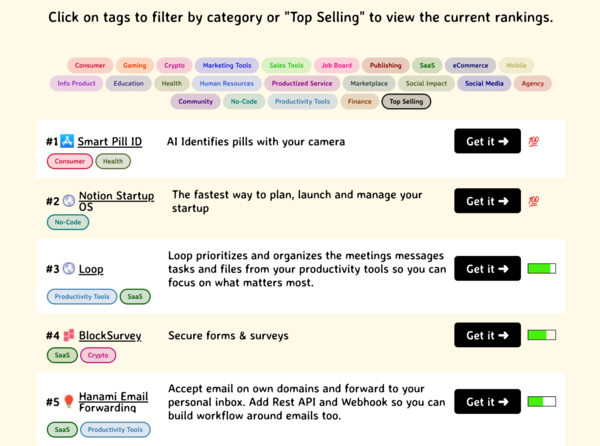 Click on tags to filter by category or "Top Selling" to view the current rankings.
Consumer Gaming Crypto Marketing Tools Sales Tools Job Board Publishing SaaS eCommerce Mobile
Info Product Education Health Human Resources Productized Service Marketplace Social Impact Social Media Agency
Community No-Code Productivity Tools Finance Top Selling
#1 Smart Pill ID
AI Identifies pills with your camera
Get it ➜ 💯
Consumer Health
#2 Notion Startup
OS
The fastest way to plan, launch and manage your
startup
Get it ➜ 💯
No-Code
#3 Loop
Loop prioritizes and organizes the meetings messages
tasks and files from your productivity tools so you can
focus on what matters most.
Get it ➜
Productivity Tools SaaS
#4 BlockSurvey
Secure forms & surveys
Get it ➜
SaaS Crypto
#5 Hanami Email
Forwarding
Accept email on own domains and forward to your
personal inbox. Add Rest API and Webhook so you can
build workflow around emails too.
Get it ➜
SaaS Productivity Tools